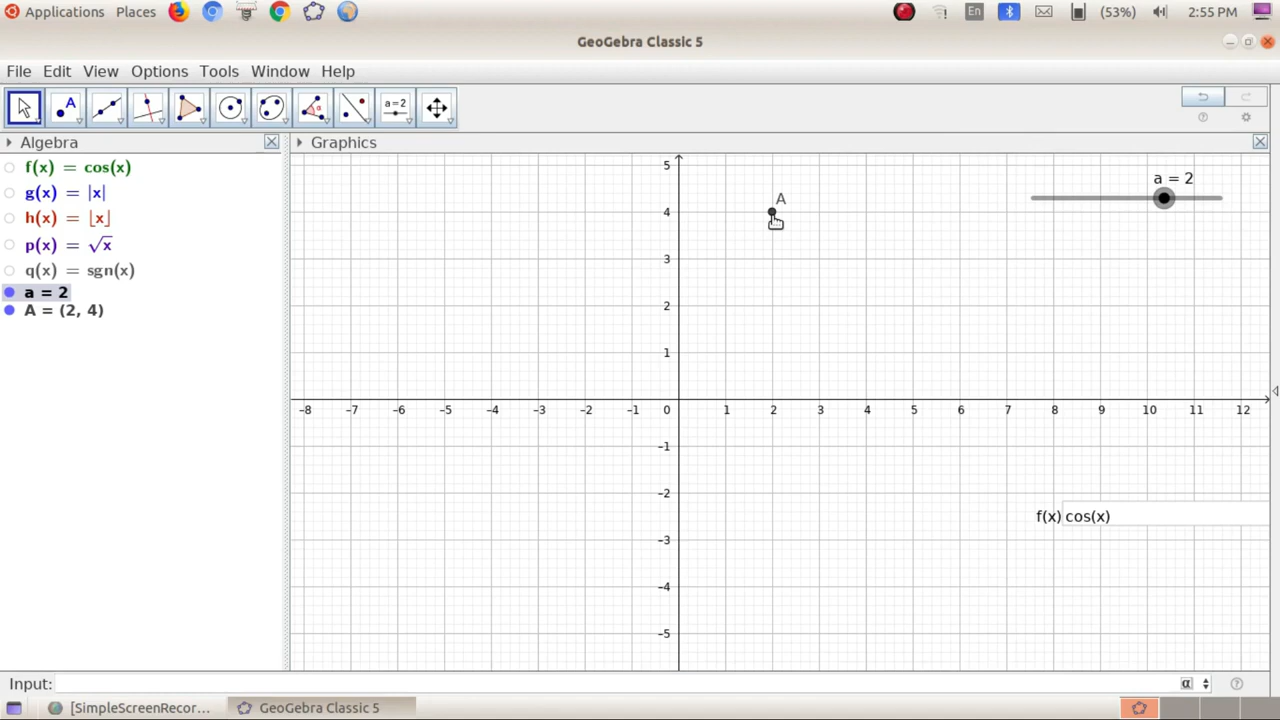 Applications Places En (53%) 2:55 PM
GeoGebra Classic 5
File Edit View Options Tools Window Help
A α a=2
Algebra
Graphics
f(x) = cos(x)
g(x) = |x|
h(x) = ⌊x⌋
p(x) = √x
q(x) = sgn(x)
a = 2
A = (2, 4)
a = 2
A
5
4
3
2
1
−8 −7 −6 −5 −4 −3 −2 −1 0 1 2 3 4 5 6 7 8 9 10 11 12
−1
−2
−3
−4
−5
f(x) cos(x)
Input: α
[SimpleScreenRecor... GeoGebra Classic 5